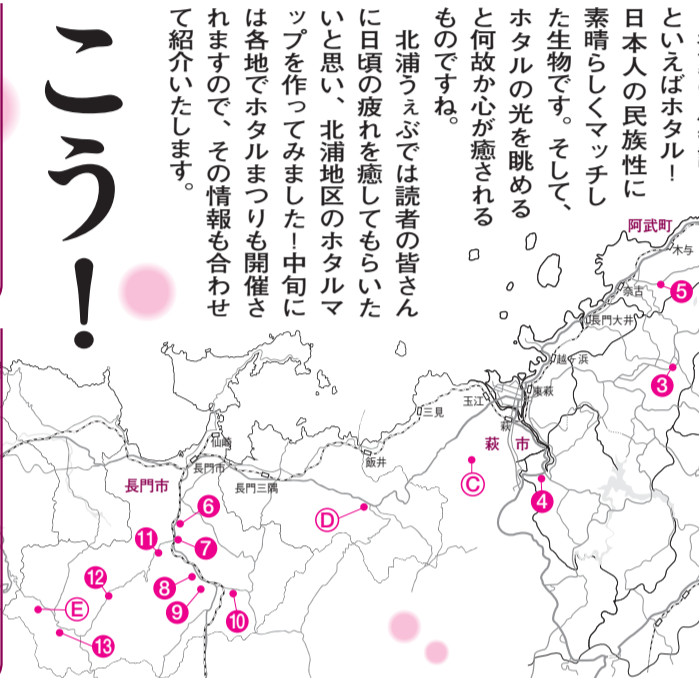 といえばホタル！
日本人の民族性に
素晴らしくマッチし
た生物です。そして、
ホタルの光を眺める
と何故か心が癒される
ものですね。
北浦うぇぶでは読者の皆さん
に日頃の疲れを癒してもらいた
いと思い、北浦地区のホタルマ
ップを作ってみました！中旬に
は各地でホタルまつりも開催さ
れますので、その情報も合わせ
て紹介いたします。
こう！
阿武町
木与
奈古
5
長門大井
越ヶ浜
3
東萩
玉江
萩
三見
萩市
C
4
飯井
仙崎
長門市
長門三隅
長門市
D
6
7
11
8
12
9
10
E
13